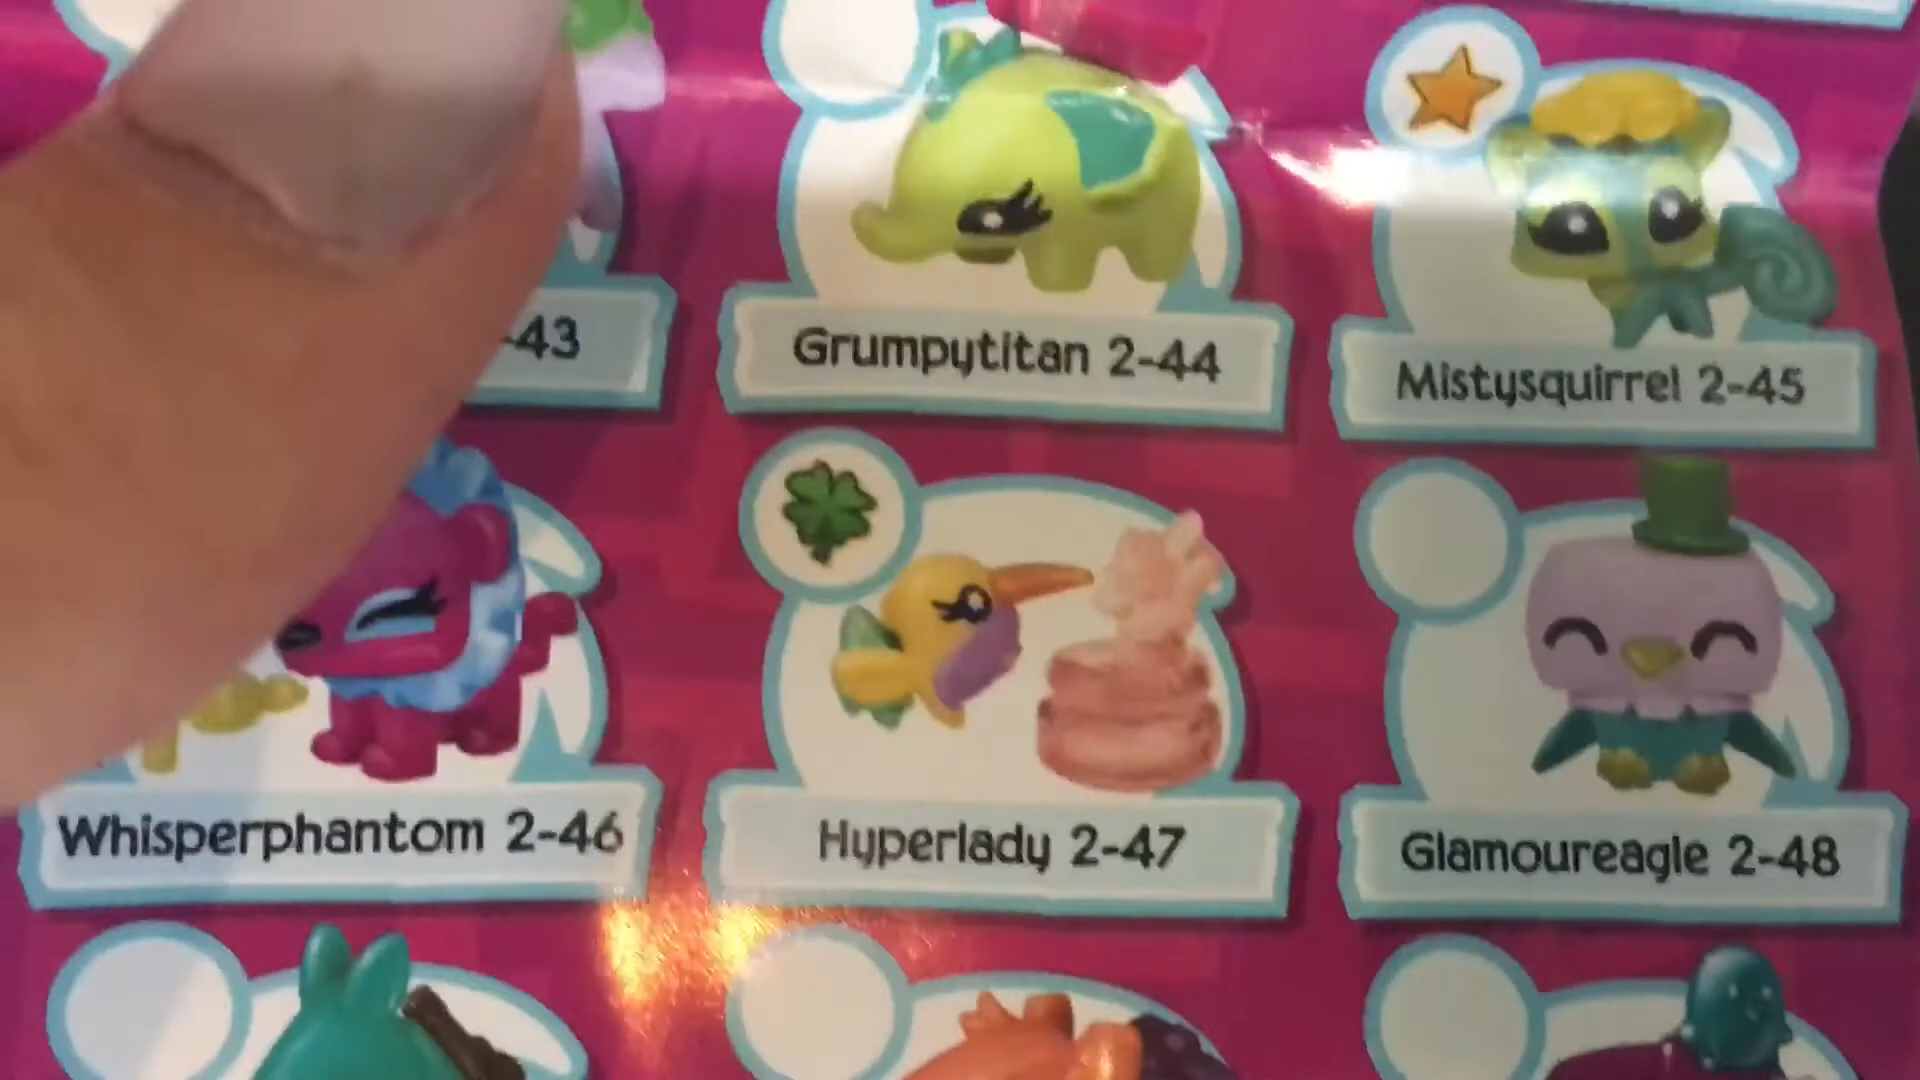 -43
Grumpytitan 2-44
Mistysquirrel 2-45
Whisperphantom 2-46
Hyperlady 2-47
Glamoureagle 2-48